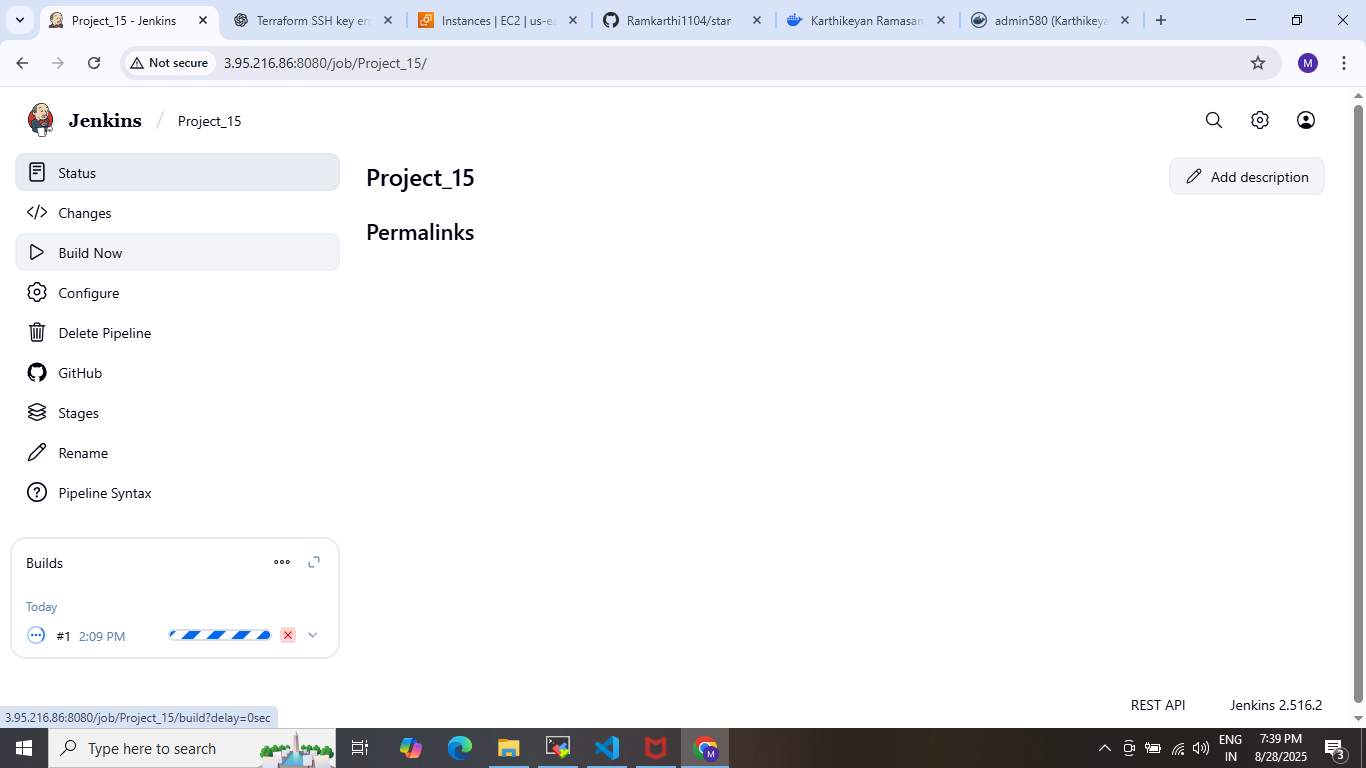 Project_15 - Jenkins
Terraform SSH key er
Instances | EC2 | us-ea
Ramkarthi1104/star
Karthikeyan Ramasam
admin580 (Karthikeya
Not secure
3.95.216.86:8080/job/Project_15/
M
Jenkins / Project_15
Status
Changes
Build Now
Configure
Delete Pipeline
GitHub
Stages
Rename
Pipeline Syntax
Project_15
Add description
Permalinks
Builds
Today
#1 2:09 PM
REST API
Jenkins 2.516.2
3.95.216.86:8080/job/Project_15/build?delay=0sec
Type here to search
M
ENG
IN
7:39 PM
8/28/2025
3